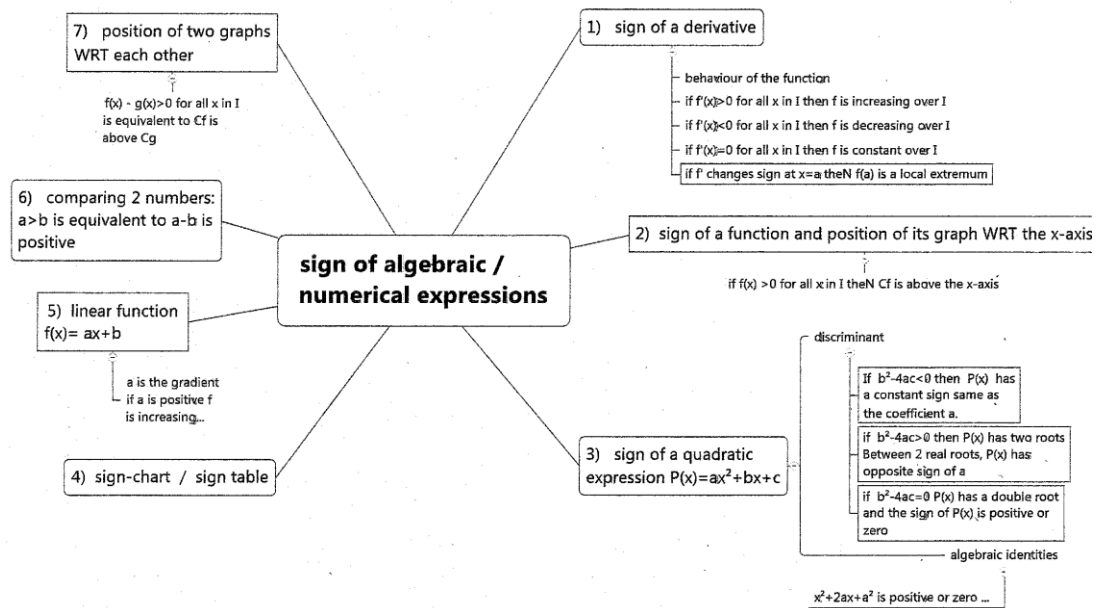 sign of algebraic /
numerical expressions
1) sign of a derivative
behaviour of the function
if f'(x)>0 for all x in I then f is increasing over I
if f'(x)<0 for all x in I then f is decreasing over I
if f'(x)=0 for all x in I then f is constant over I
if f' changes sign at x=a theN f(a) is a local extremum
2) sign of a function and position of its graph WRT the x-axis
if f(x) >0 for all x in I theN Cf is above the x-axis
3) sign of a quadratic
expression P(x)=ax²+bx+c
discriminant
If b²-4ac<0 then P(x) has
a constant sign same as
the coefficient a.
if b²-4ac>0 then P(x) has two roots
Between 2 real roots, P(x) has
opposite sign of a
if b²-4ac=0 P(x) has a double root
and the sign of P(x) is positive or
zero
algebraic identities
x²+2ax+a² is positive or zero ...
4) sign-chart / sign table
5) linear function
f(x)= ax+b
a is the gradient
if a is positive f
is increasing...
6) comparing 2 numbers:
a>b is equivalent to a-b is
positive
7) position of two graphs
WRT each other
f(x) - g(x)>0 for all x in I
is equivalent to Cf is
above Cg